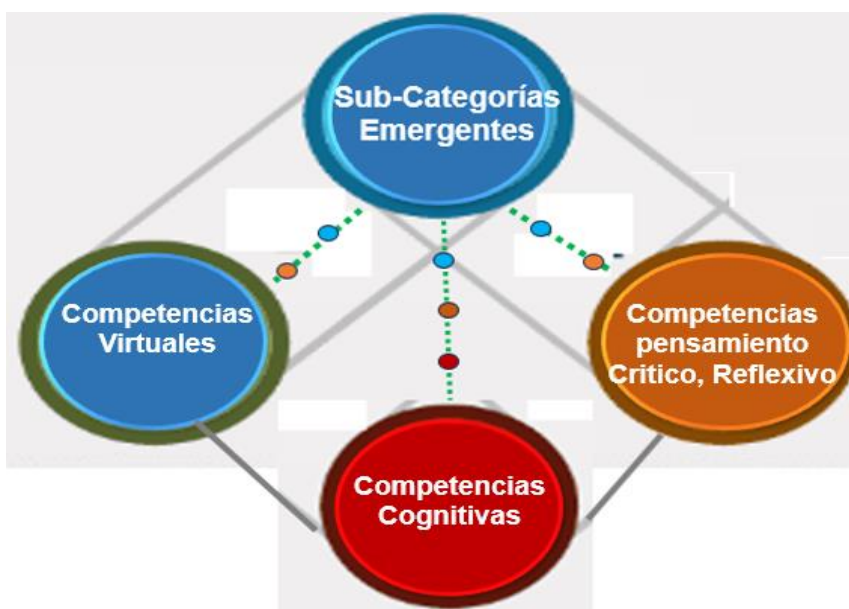 Sub-Categorías
Emergentes
Competencias
Virtuales
Competencias
pensamiento
Critico, Reflexivo
Competencias
Cognitivas